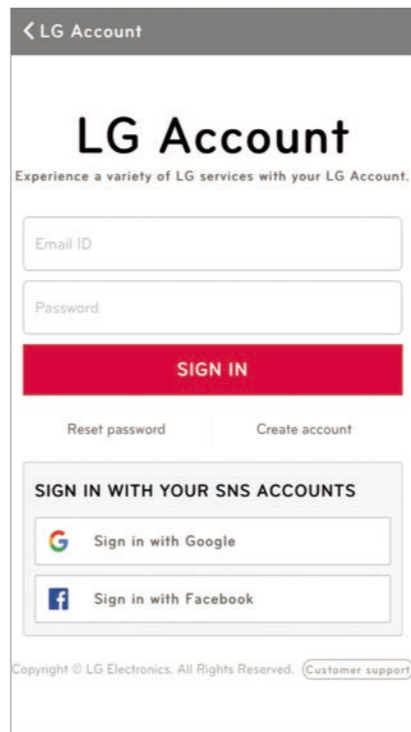 LG Account
LG Account
Experience a variety of LG services with your LG Account.
Email ID
Password
SIGN IN
Reset password Create account
SIGN IN WITH YOUR SNS ACCOUNTS
Sign in with Google
Sign in with Facebook
Copyright © LG Electronics. All Rights Reserved. Customer support